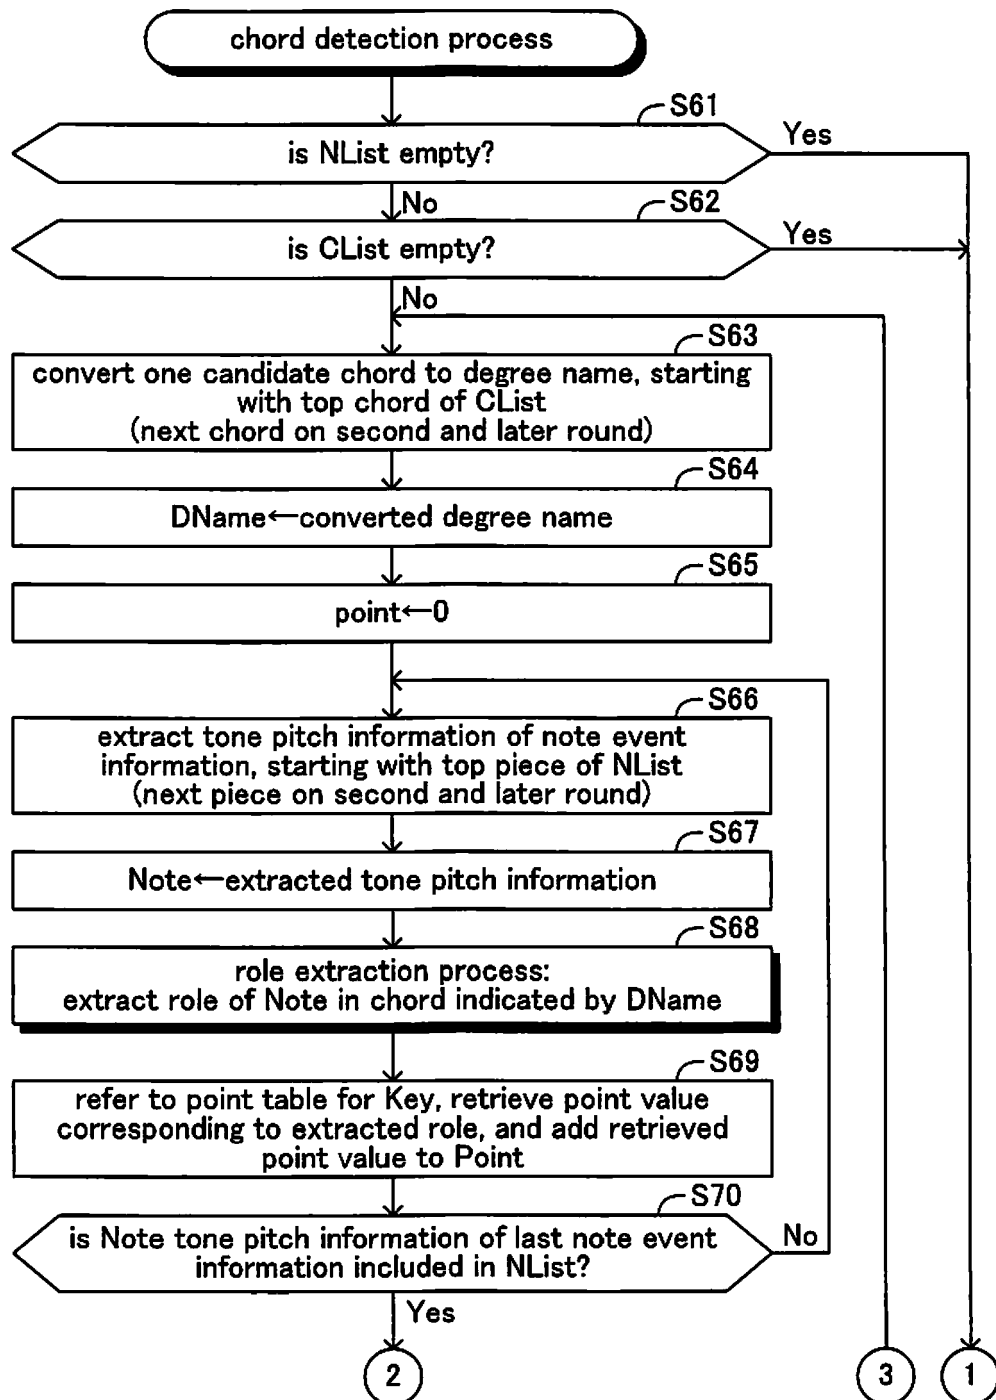 chord detection process
S61
is NList empty?
Yes
No
S62
is CList empty?
Yes
No
S63
convert one candidate chord to degree name, starting
with top chord of CList
(next chord on second and later round)
S64
DName←converted degree name
S65
point←0
S66
extract tone pitch information of note event
information, starting with top piece of NList
(next piece on second and later round)
S67
Note←extracted tone pitch information
S68
role extraction process:
extract role of Note in chord indicated by DName
S69
refer to point table for Key, retrieve point value
corresponding to extracted role, and add retrieved
point value to Point
S70
is Note tone pitch information of last note event
information included in NList?
No
Yes
2
3
1